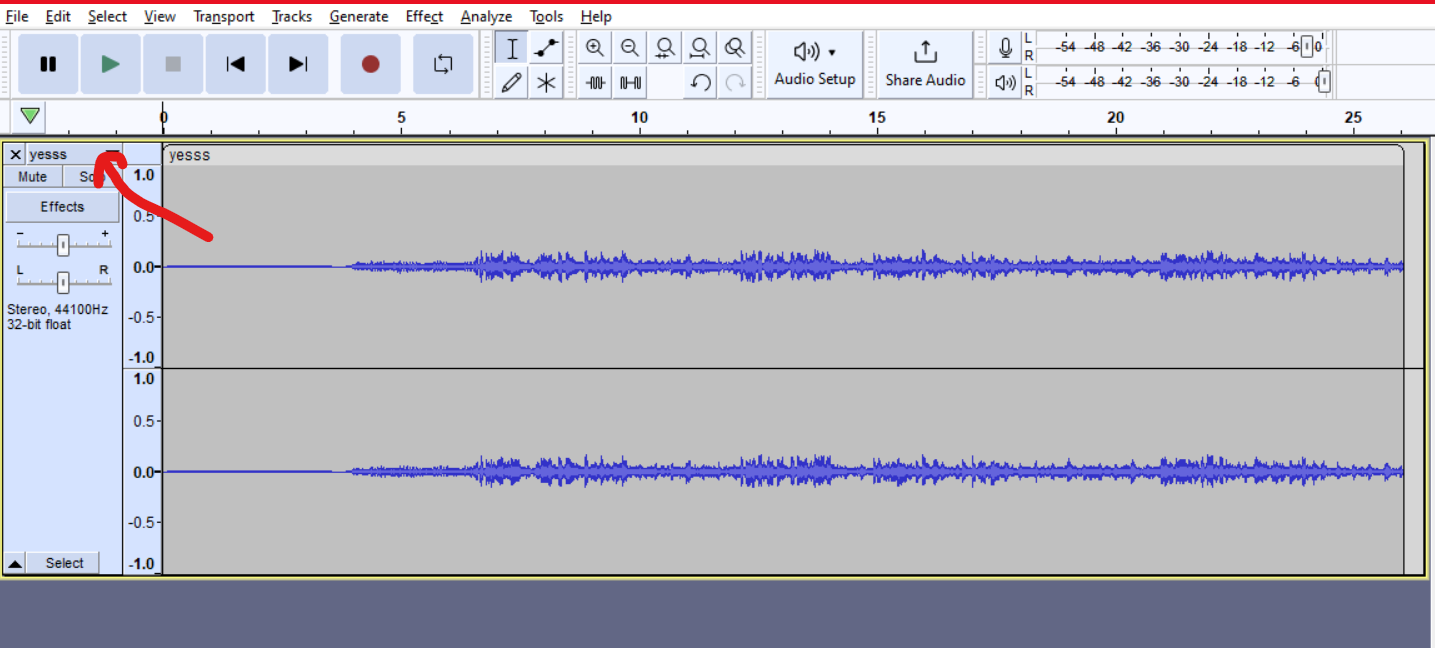 File Edit Select View Transport Tracks Generate Effect Analyze Tools Help
L -54 -48 -42 -36 -30 -24 -18 -12 -6 0
R
Audio Setup Share Audio
L -54 -48 -42 -36 -30 -24 -18 -12 -6
R
0 5 10 15 20 25
yesss yesss
Mute
1.0
Effects
0.5
- +
0.0
L R
Stereo, 44100Hz
-0.5
32-bit float
-1.0
1.0
0.5
0.0
-0.5
Select -1.0